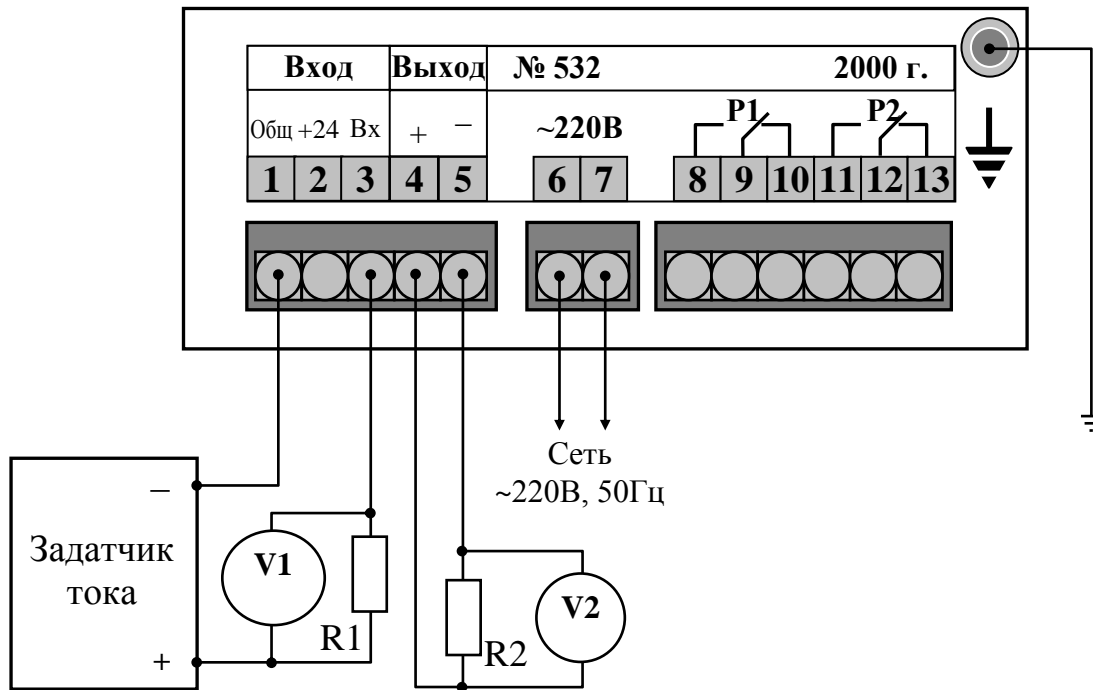 Вход Выход № 532 2000 г.
Общ +24 Вх + − ~220В Р1 Р2
1 2 3 4 5 6 7 8 9 10 11 12 13
Сеть
~220В, 50Гц
−
Задатчик
тока
+
V1
R1
R2
V2